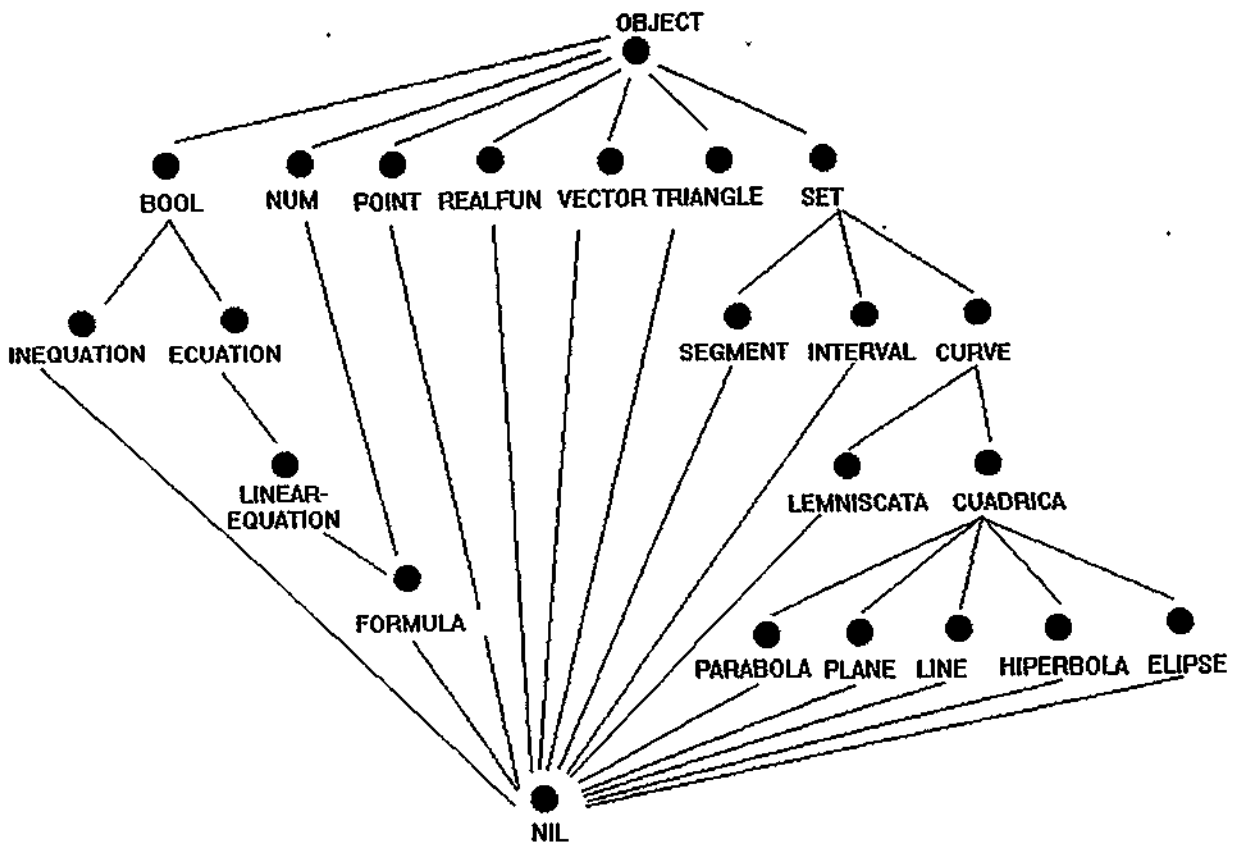 OBJECT
BOOL NUM POINT REALFUN VECTOR TRIANGLE SET
INEQUATION ECUATION SEGMENT INTERVAL CURVE
LINEAR-
EQUATION LEMNISCATA CUADRICA
FORMULA
PARABOLA PLANE LINE HIPERBOLA ELIPSE
NIL